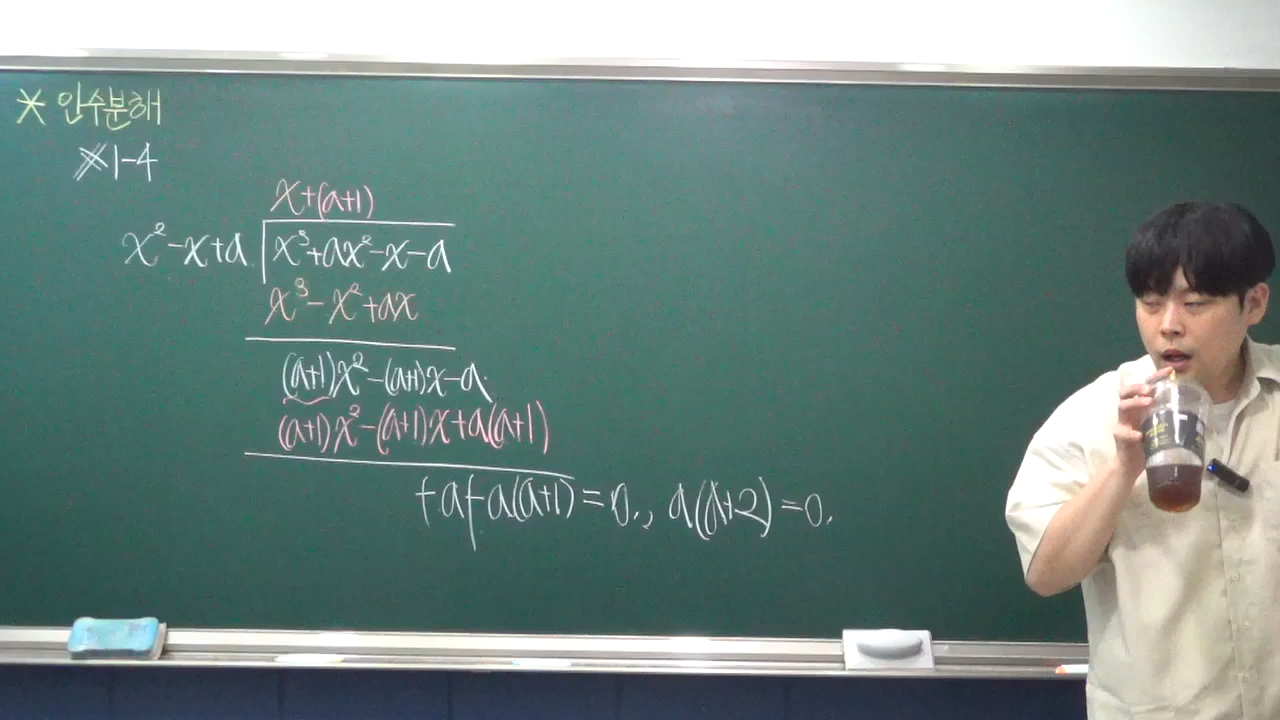 * 인수분해
※1-4
x+(a+1)
x²-x+a
x³+ax²-x-a
x³-x²+ax
(a+1)x²-(a+1)x-a.
(a+1)x²-(a+1)x+a(a+1)
+a+a(a+1)=0., a(a+2)=0.